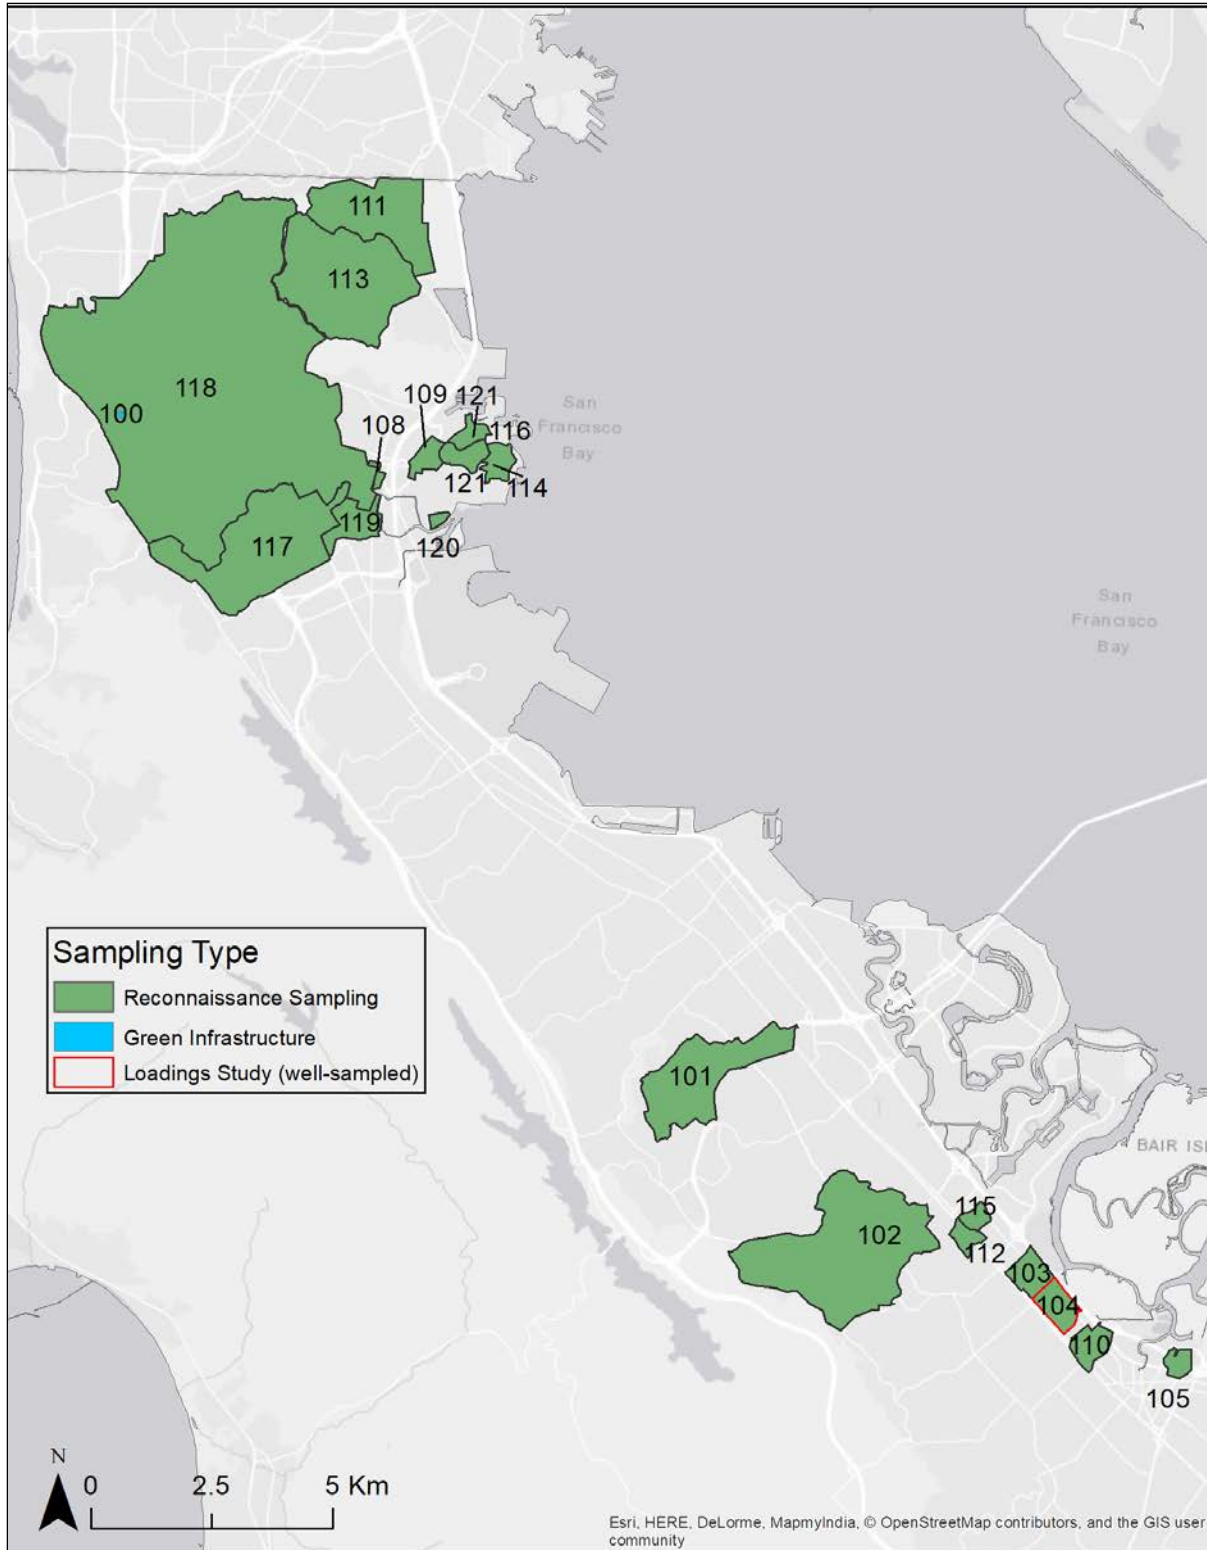 111
113
118
100
109
121
108
116
San
Francisco
Bay
121
114
119
117
120
San
Francisco
Bay
Sampling Type
Reconnaissance Sampling
Green Infrastructure
Loadings Study (well-sampled)
101
BAIR ISL
115
102
112
103
104
110
105
N
0 2.5 5 Km
Esri, HERE, DeLorme, MapmyIndia, © OpenStreetMap contributors, and the GIS user
community